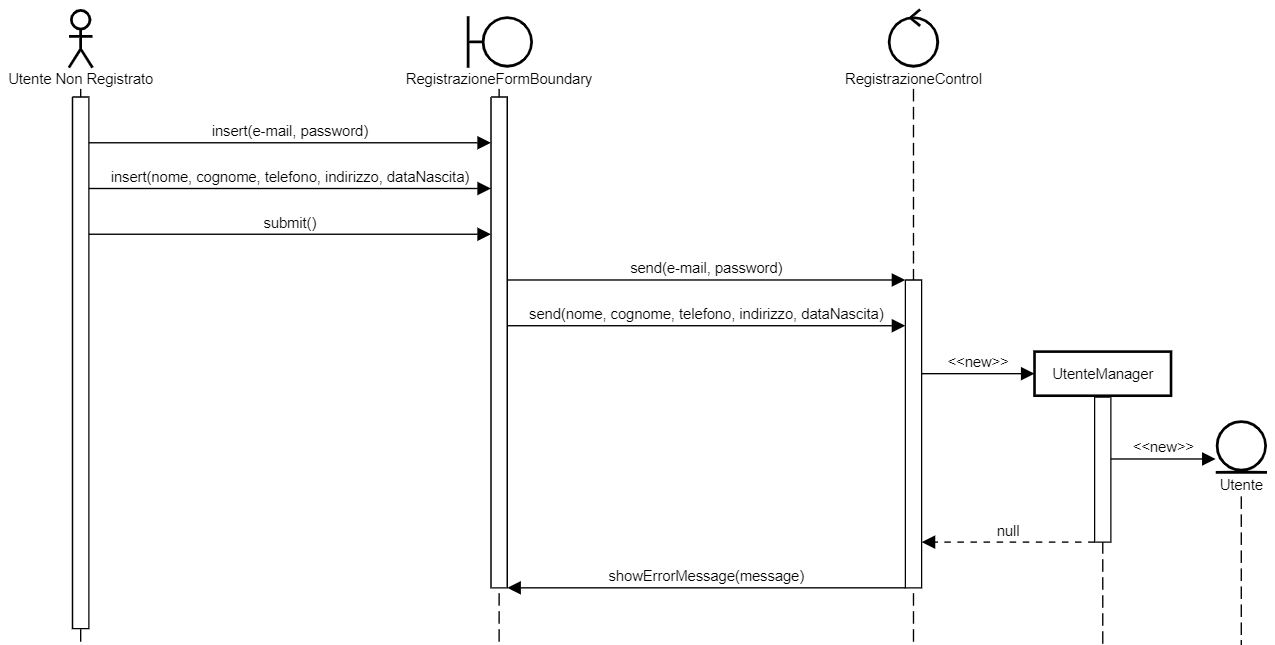 Utente Non Registrato
RegistrazioneFormBoundary
RegistrazioneControl
insert(e-mail, password)
insert(nome, cognome, telefono, indirizzo, dataNascita)
submit()
send(e-mail, password)
send(nome, cognome, telefono, indirizzo, dataNascita)
<<new>>
UtenteManager
<<new>>
Utente
null
showErrorMessage(message)